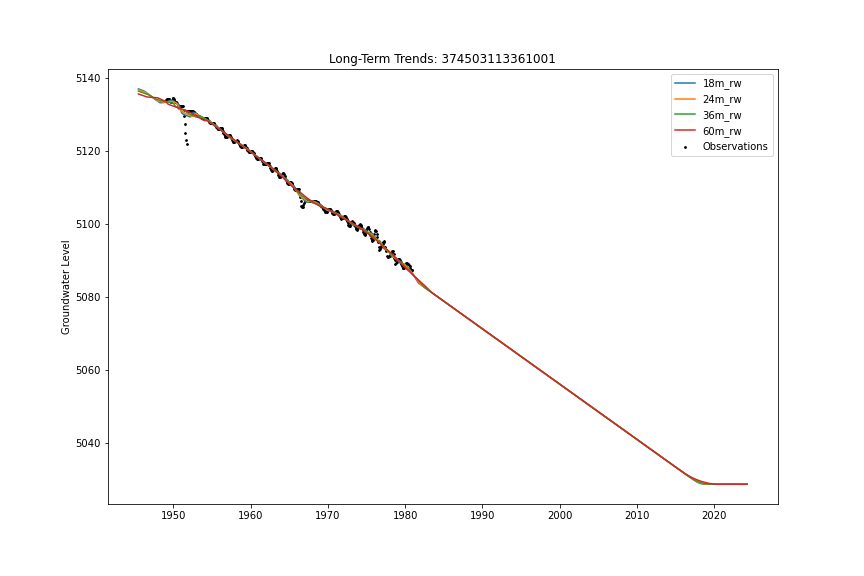 Long-Term Trends: 374503113361001
18m_rw
24m_rw
36m_rw
60m_rw
Observations
Groundwater Level
5140
5120
5100
5080
5060
5040
1950
1960
1970
1980
1990
2000
2010
2020